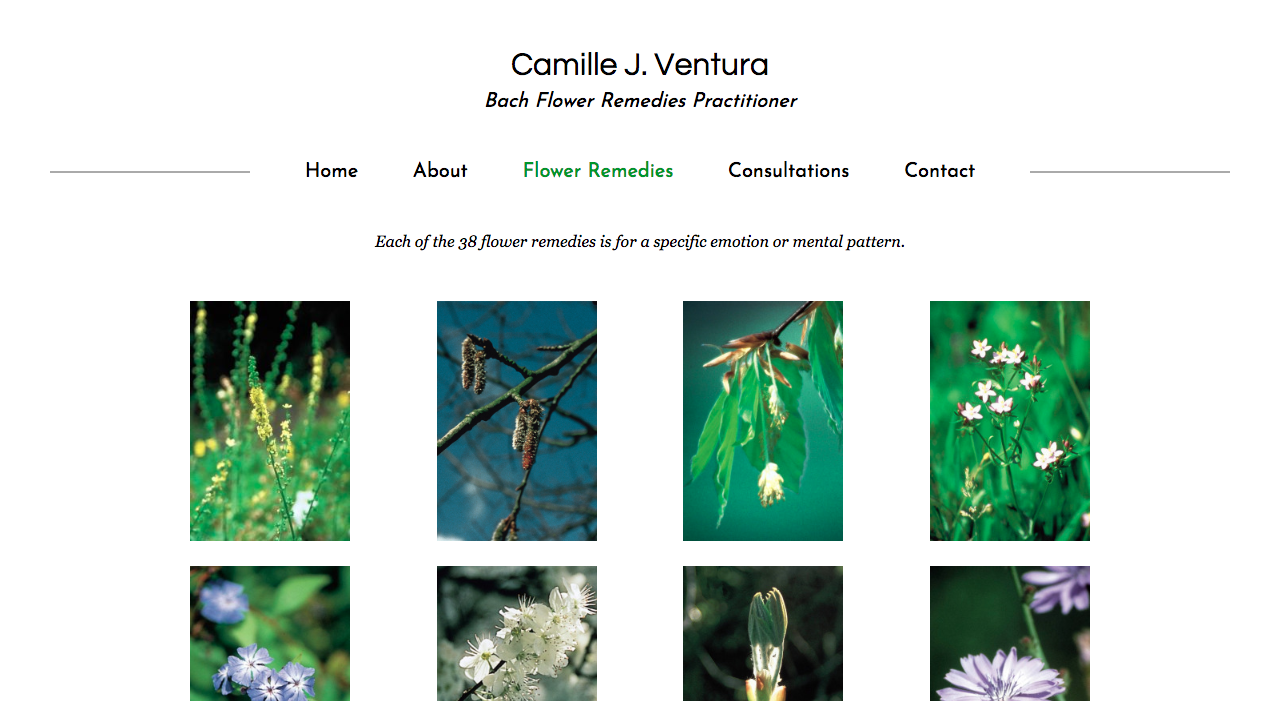 Camille J. Ventura
Bach Flower Remedies Practitioner
Home About Flower Remedies Consultations Contact
Each of the 38 flower remedies is for a specific emotion or mental pattern.